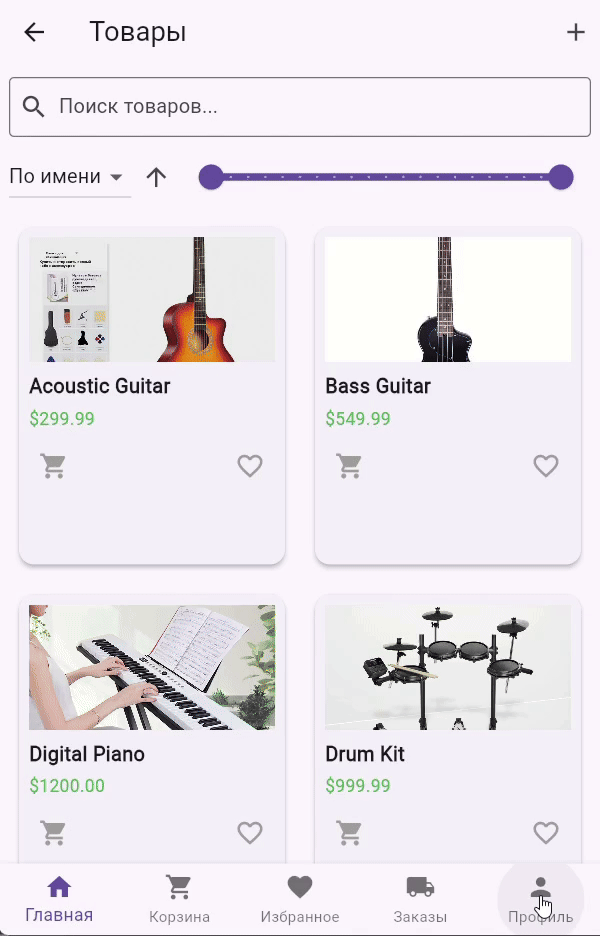 Товары
Поиск товаров...
По имени
Acoustic Guitar
$299.99
Bass Guitar
$549.99
Digital Piano
$1200.00
Drum Kit
$999.99
Главная
Корзина
Избранное
Заказы
Профиль